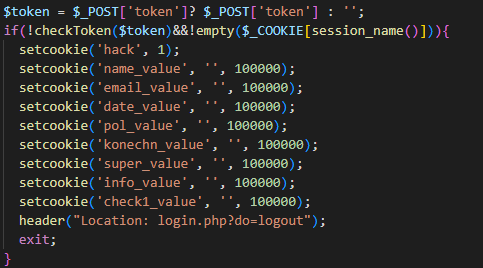 $token = $_POST['token']? $_POST['token'] : '';
if(!checkToken($token)&&!empty($_COOKIE[session_name()])){
setcookie('hack', 1);
setcookie('name_value', '', 100000);
setcookie('email_value', '', 100000);
setcookie('date_value', '', 100000);
setcookie('pol_value', '', 100000);
setcookie('konechn_value', '', 100000);
setcookie('super_value', '', 100000);
setcookie('info_value', '', 100000);
setcookie('check1_value', '', 100000);
header("Location: login.php?do=logout");
exit;
}